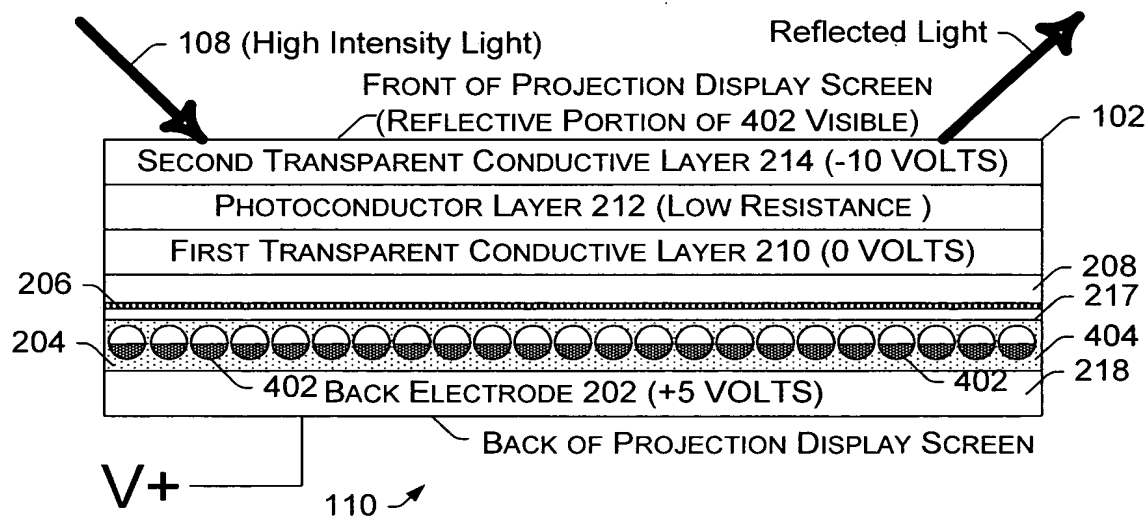 108 (High Intensity Light)
Reflected Light
FRONT OF PROJECTION DISPLAY SCREEN
(REFLECTIVE PORTION OF 402 VISIBLE)
102
SECOND TRANSPARENT CONDUCTIVE LAYER 214 (-10 VOLTS)
PHOTOCONDUCTOR LAYER 212 (LOW RESISTANCE )
FIRST TRANSPARENT CONDUCTIVE LAYER 210 (0 VOLTS)
208
206
217
204
404
402
BACK ELECTRODE 202 (+5 VOLTS)
402
218
BACK OF PROJECTION DISPLAY SCREEN
V+
110